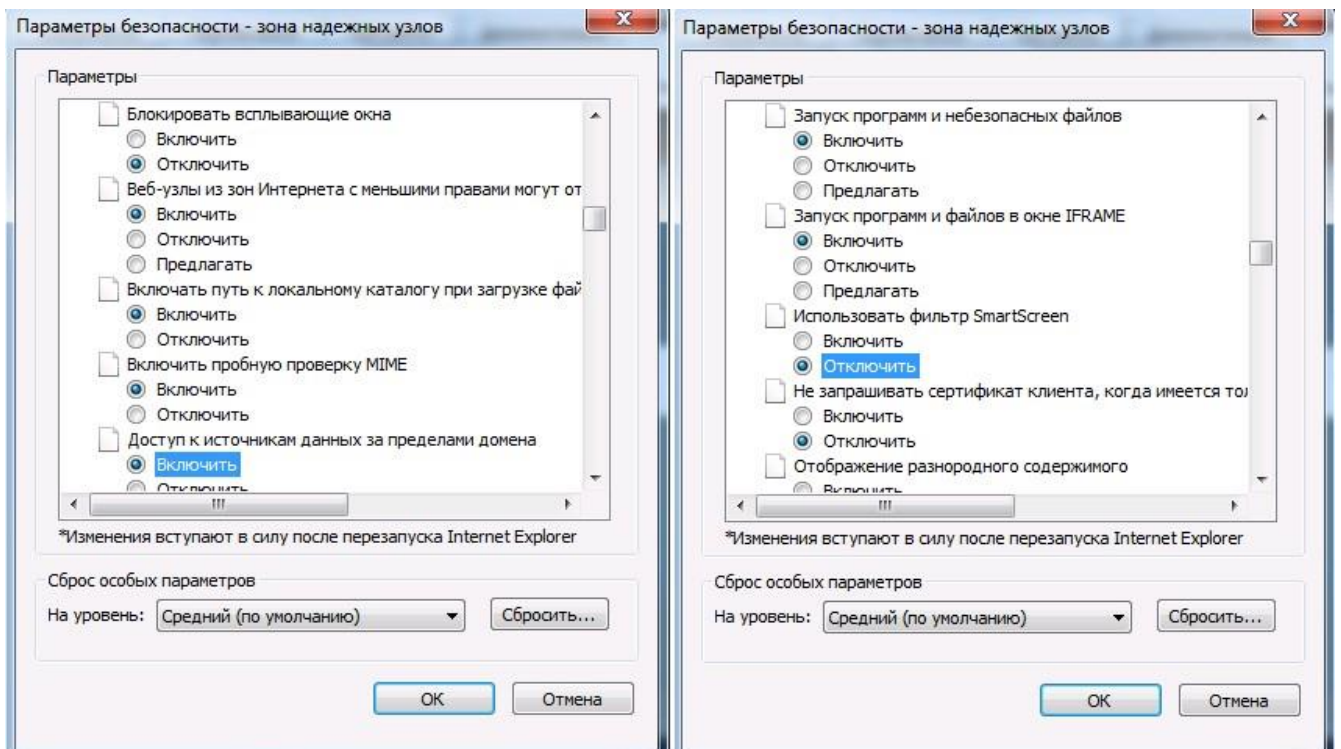 Параметры безопасности - зона надежных узлов
Параметры
Блокировать всплывающие окна
Включить
Отключить
Веб-узлы из зон Интернета с меньшими правами могут от
Включить
Отключить
Предлагать
Включать путь к локальному каталогу при загрузке фай
Включить
Отключить
Включить пробную проверку MIME
Включить
Отключить
Доступ к источникам данных за пределами домена
Включить
Отключить
*Изменения вступают в силу после перезапуска Internet Explorer
Сброс особых параметров
На уровень: Средний (по умолчанию) Сбросить...
OK Отмена
Параметры безопасности - зона надежных узлов
Параметры
Запуск программ и небезопасных файлов
Включить
Отключить
Предлагать
Запуск программ и файлов в окне IFRAME
Включить
Отключить
Предлагать
Использовать фильтр SmartScreen
Включить
Отключить
Не запрашивать сертификат клиента, когда имеется тол
Включить
Отключить
Отображение разнородного содержимого
Включить
*Изменения вступают в силу после перезапуска Internet Explorer
Сброс особых параметров
На уровень: Средний (по умолчанию) Сбросить...
OK Отмена